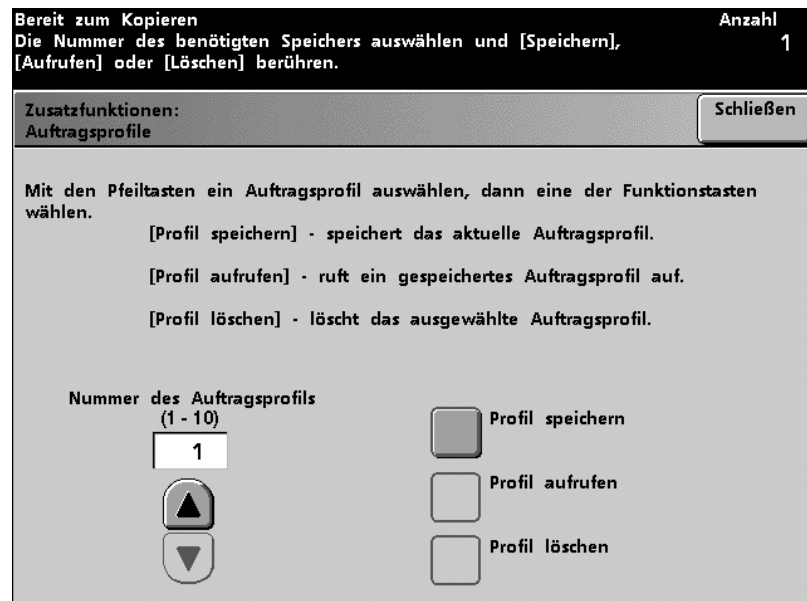 Bereit zum Kopieren
Anzahl
Die Nummer des benötigten Speichers auswählen und [Speichern],
1
[Aufrufen] oder [Löschen] berühren.
Zusatzfunktionen:
Auftragsprofile
Schließen
Mit den Pfeiltasten ein Auftragsprofil auswählen, dann eine der Funktionstasten
wählen.
[Profil speichern] - speichert das aktuelle Auftragsprofil.
[Profil aufrufen] - ruft ein gespeichertes Auftragsprofil auf.
[Profil löschen] - löscht das ausgewählte Auftragsprofil.
Nummer des Auftragsprofils
(1 - 10)
1
Profil speichern
Profil aufrufen
Profil löschen